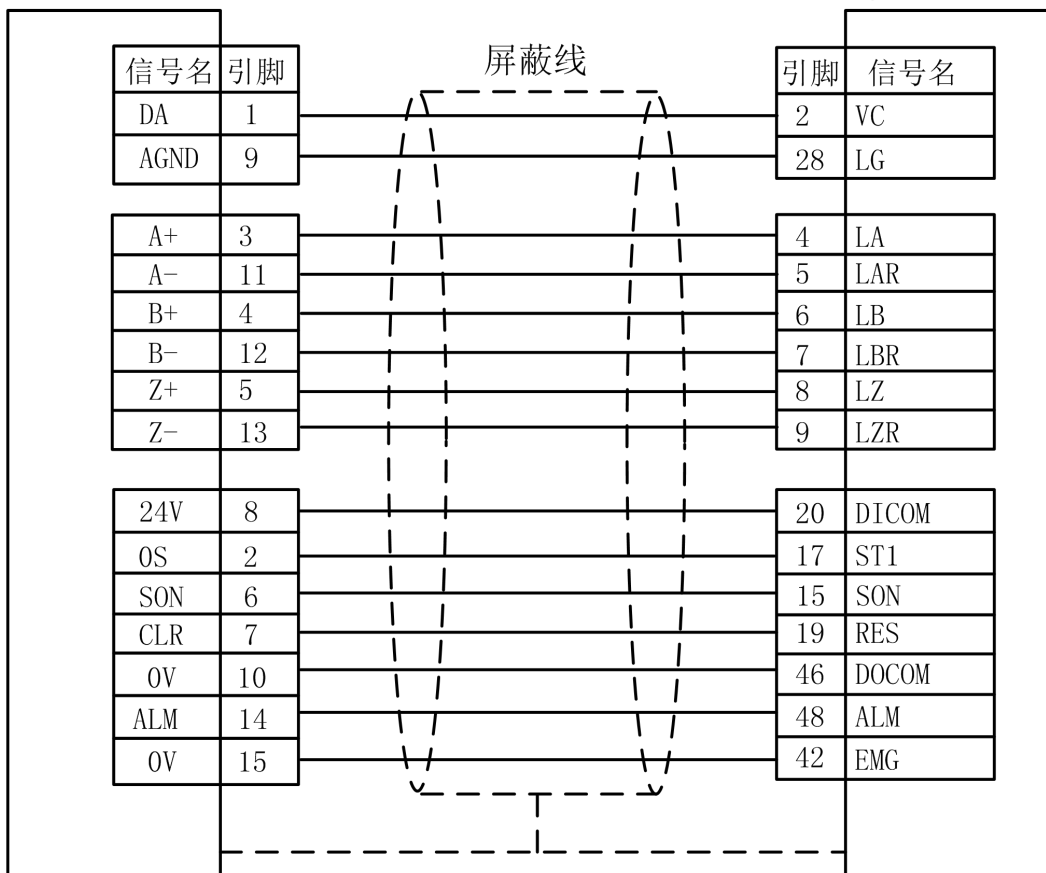 屏蔽线
信号名 引脚 引脚 信号名
DA 1 2 VC
AGND 9 28 LG
A+ 3 4 LA
A- 11 5 LAR
B+ 4 6 LB
B- 12 7 LBR
Z+ 5 8 LZ
Z- 13 9 LZR
24V 8 20 DICOM
OS 2 17 ST1
SON 6 15 SON
CLR 7 19 RES
0V 10 46 DOCOM
ALM 14 48 ALM
0V 15 42 EMG